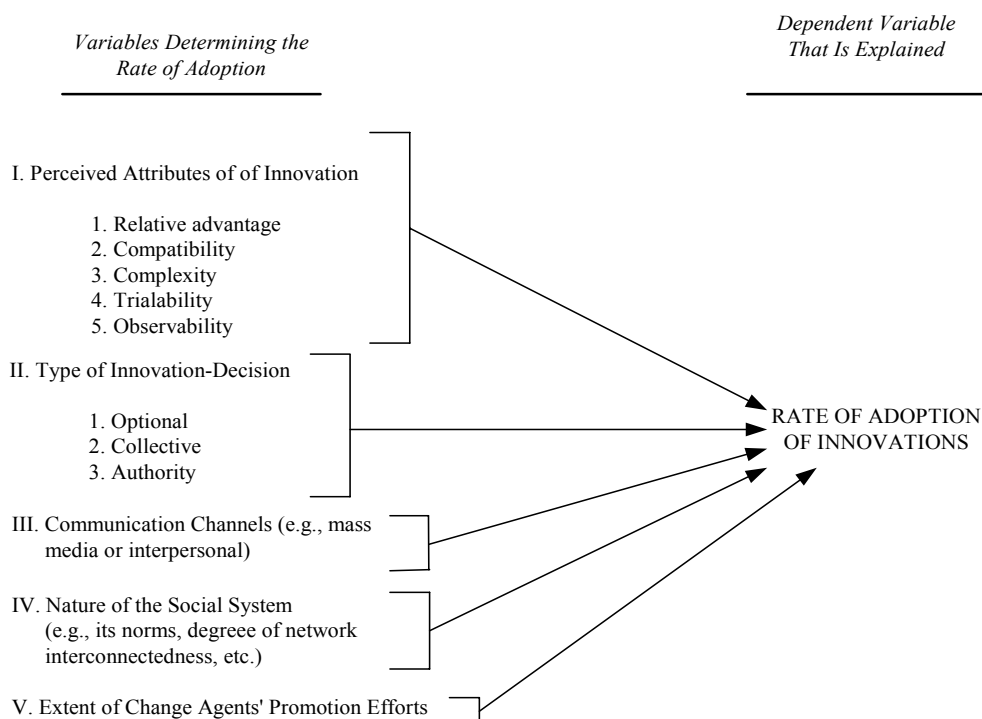 Variables Determining the
Rate of Adoption
Dependent Variable
That Is Explained
I. Perceived Attributes of of Innovation
1. Relative advantage
2. Compatibility
3. Complexity
4. Trialability
5. Observability
II. Type of Innovation-Decision
1. Optional
2. Collective
3. Authority
III. Communication Channels (e.g., mass
media or interpersonal)
IV. Nature of the Social System
(e.g., its norms, degreee of network
interconnectedness, etc.)
V. Extent of Change Agents' Promotion Efforts
RATE OF ADOPTION
OF INNOVATIONS